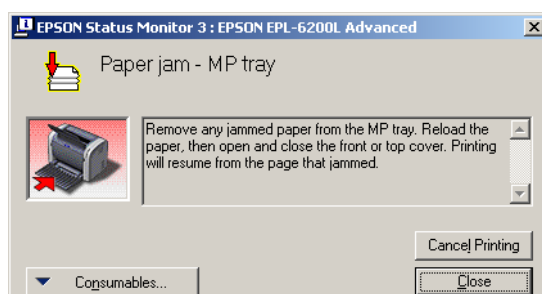 EPSON Status Monitor 3 : EPSON EPL-6200L Advanced
Paper jam - MP tray
Remove any jammed paper from the MP tray. Reload the
paper, then open and close the front or top cover. Printing
will resume from the page that jammed.
Cancel Printing
Consumables...
Close